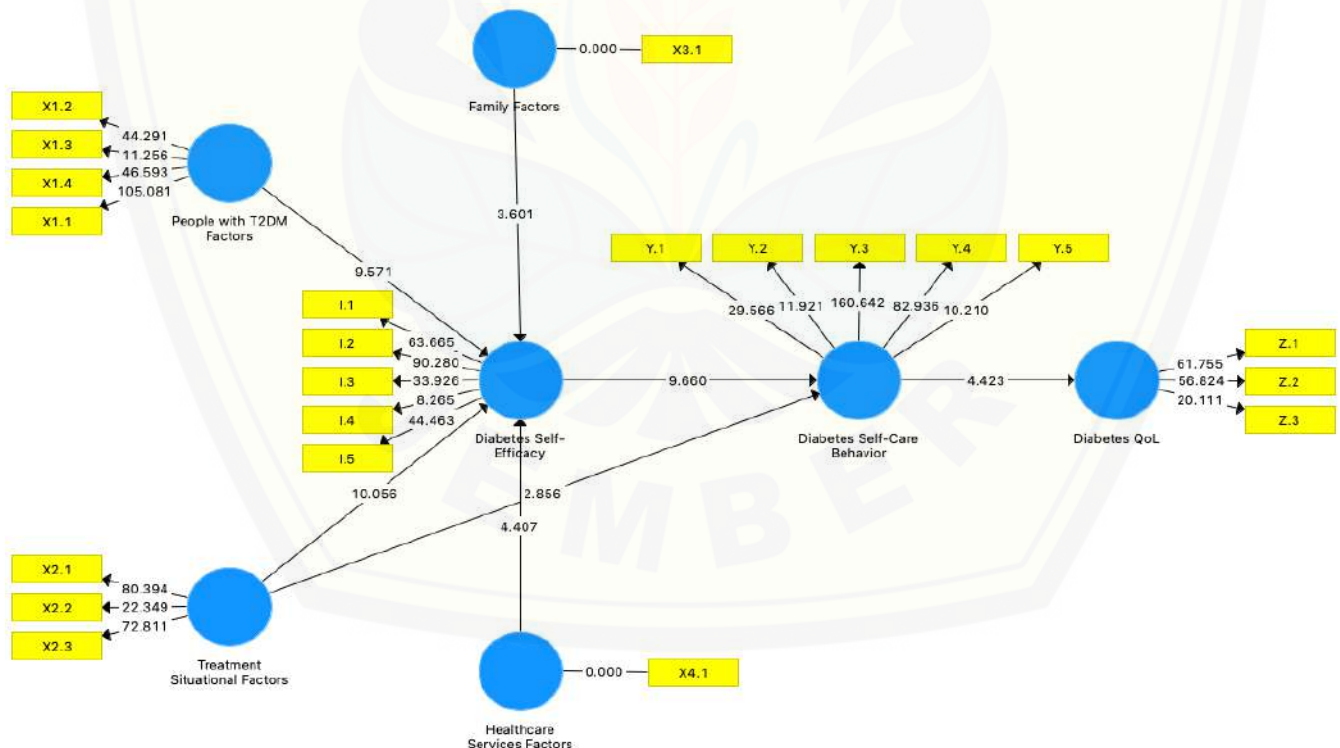 X3.1
0.000
Family Factors
X1.2
X1.3
X1.4
X1.1
44.291
11.256
46.593
105.081
People with T2DM
Factors
3.601
9.571
Y.1
Y.2
Y.3
Y.4
Y.5
29.566
11.921
160.642
82.936
10.210
I.1
I.2
I.3
I.4
I.5
63.665
90.280
33.926
8.265
44.463
Diabetes Self-
Efficacy
9.660
Diabetes Self-Care
Behavior
4.423
Diabetes QoL
61.755
56.824
20.111
Z.1
Z.2
Z.3
10.056
2.856
4.407
EMBER
X2.1
X2.2
X2.3
80.394
22.349
72.811
Treatment
Situational Factors
0.000
X4.1
Healthcare
Services Factors